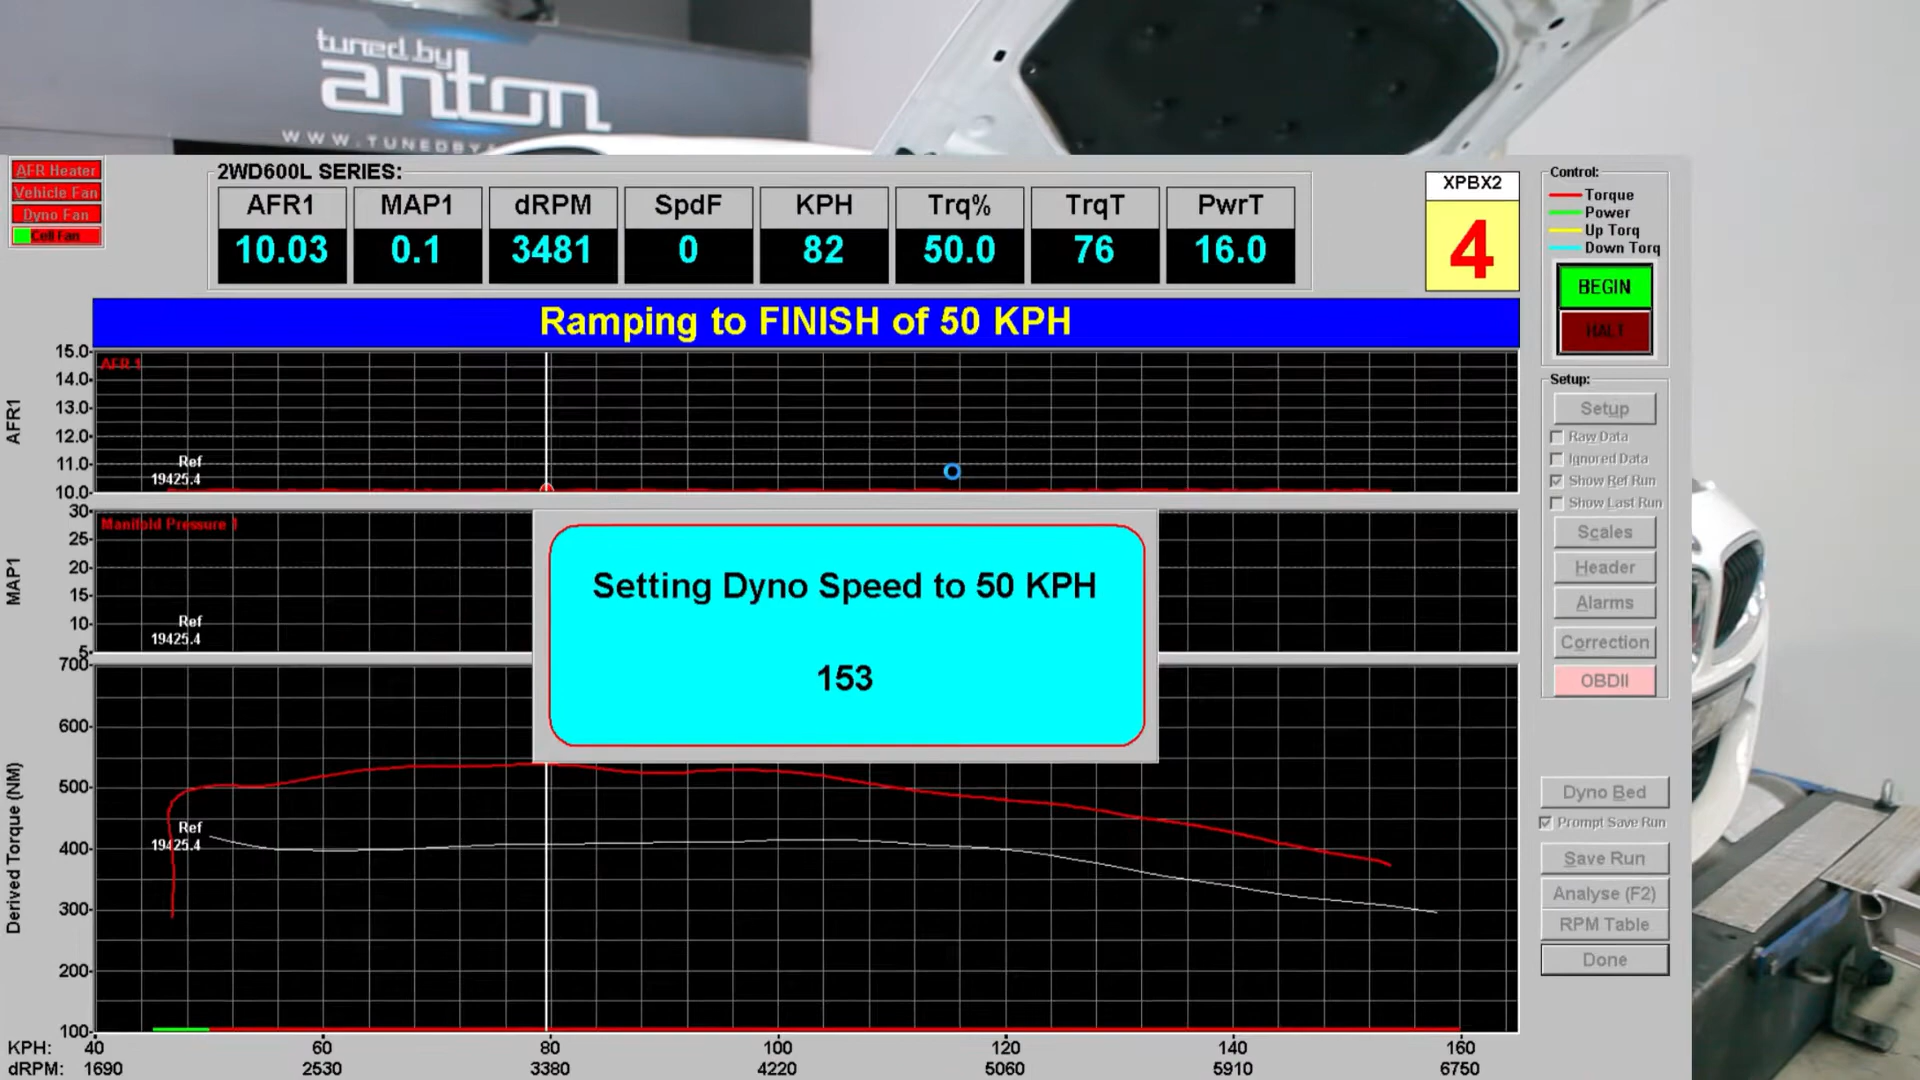 tuned by
anton
WWW.TUNEDBY
AFR Heater
Vehicle Fan
Dyno Fan
Cell Fan
2WD600L SERIES:
AFR1 MAP1 dRPM SpdF KPH Trq% TrqT PwrT
10.03 0.1 3481 0 82 50.0 76 16.0
XPBX2
4
Control:
Torque
Power
Up Torq
Down Torq
BEGIN
HALT
Ramping to FINISH of 50 KPH
Setup:
Setup
Raw Data
Ignored Data
Show Ref Run
Show Last Run
Scales
Header
Alarms
Correction
OBDII
Dyno Bed
Prompt Save Run
Save Run
Analyse (F2)
RPM Table
Done
AFR1
15.0
14.0
13.0
12.0
11.0
10.0
AFR 1
Ref
19425.4
MAP1
30
25
20
15
10
5
Manifold Pressure 1
Ref
19425.4
Setting Dyno Speed to 50 KPH
153
Derived Torque (NM)
700
600
500
400
300
200
100
Ref
19425.4
KPH: 40 60 80 100 120 140 160
dRPM: 1690 2530 3380 4220 5060 5910 6750